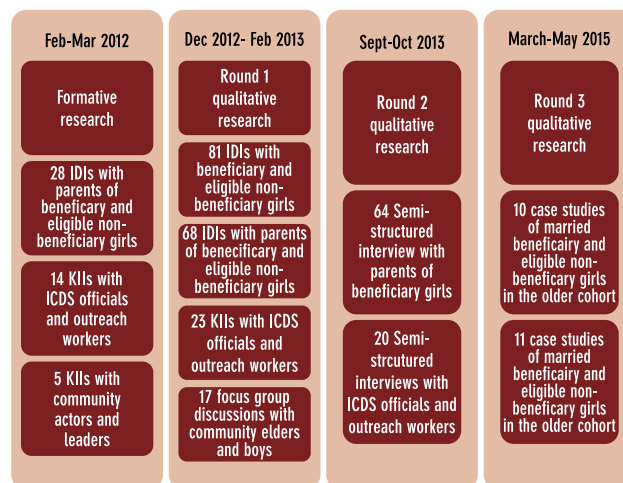 Feb-Mar 2012
Formative
research
28 IDIs with
parents of
beneficary and
eligible non-
beneficiary girls
14 KIIs with
ICDS officials
and outreach
workers
5 KIIs with
community
actors and
leaders
Dec 2012- Feb 2013
Round 1
qualitative
research
81 IDIs with
beneficiary and
eligible non-
beneficiary girls
68 IDIs with parents
of benecificary and
eligible non-
beneficiary girls
23 KIIs with ICDS
officials and
outreach workers
17 focus group
discussions with
community elders
and boys
Sept-Oct 2013
Round 2
qualitative
research
64 Semi-
structured
interview with
parents of
beneficiary girls
20 Semi-
strcutured
interviews with
ICDS officials and
outreach workers
March-May 2015
Round 3
qualitative
research
10 case studies
of married
beneficairy and
eligible non-
beneficary girls
in the older cohort
11 case studies
of married
beneficairy and
eligible non-
beneficary girls
in the older cohort